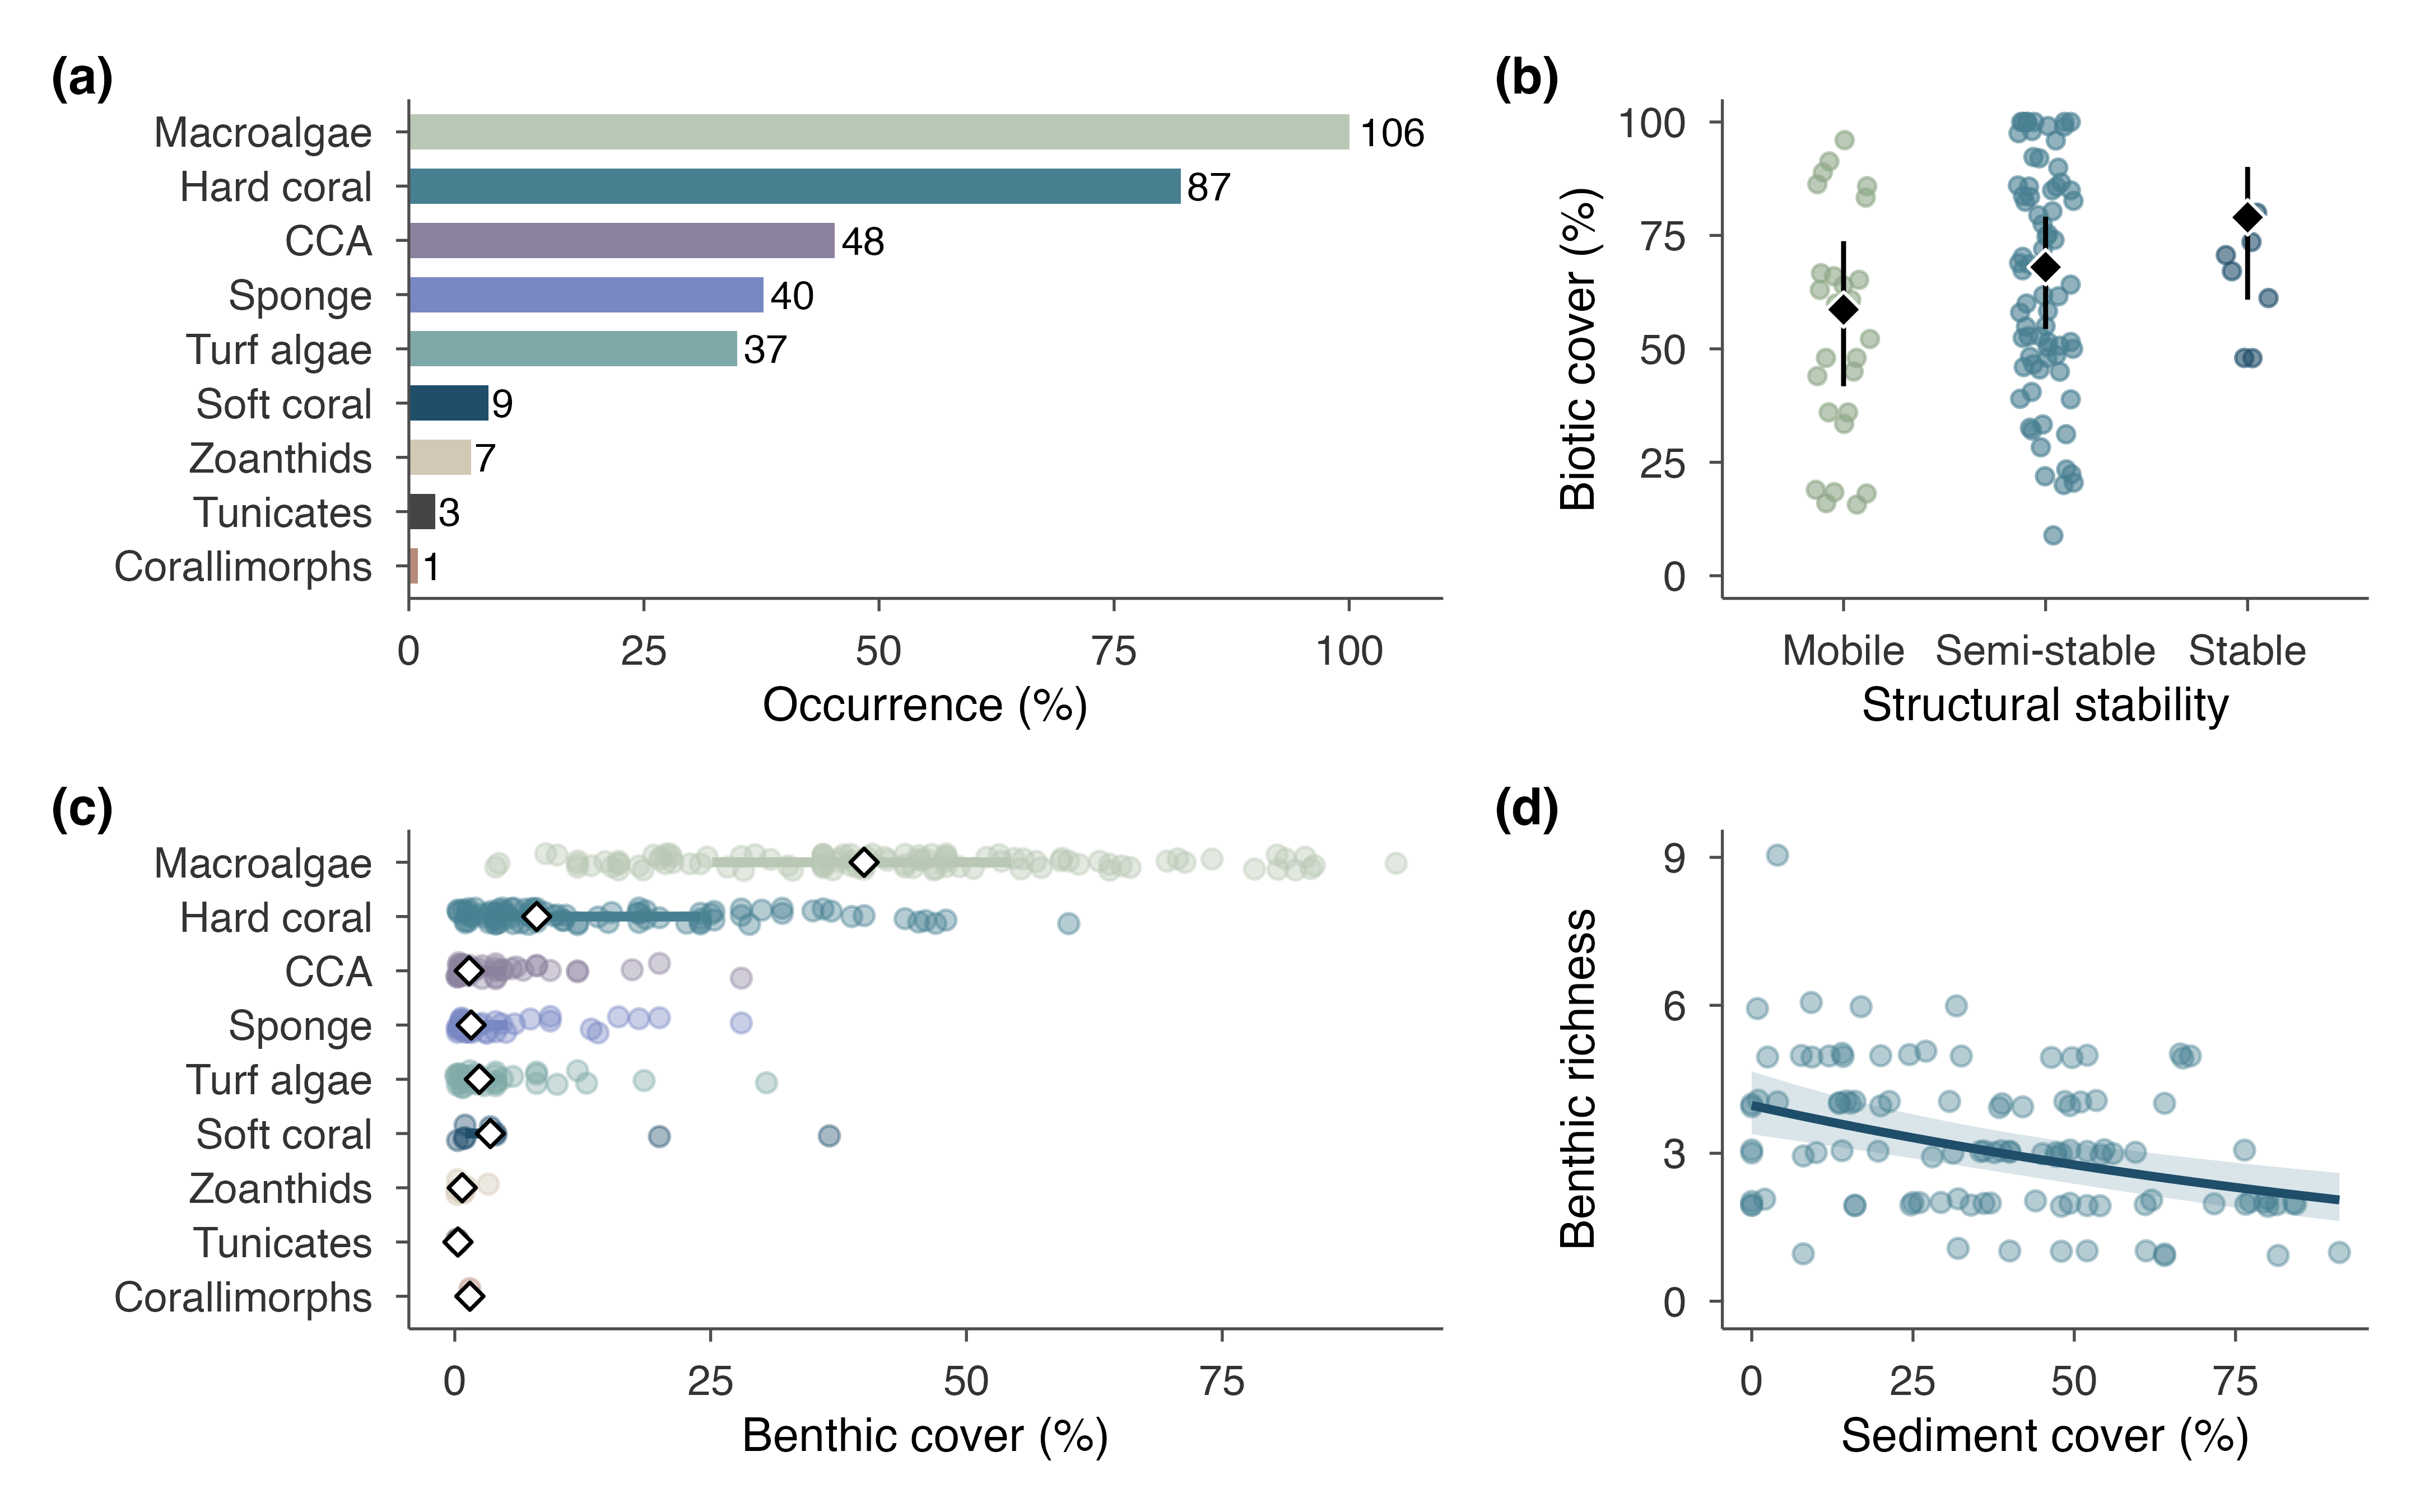 (a)
Macroalgae
106
Hard coral
87
CCA
48
Sponge
40
Turf algae
37
Soft coral
9
Zoanthids
7
Tunicates
3
Corallimorphs
1
0 25 50 75 100
Occurrence (%)
(b)
Biotic cover (%)
100
75
50
25
0
Mobile Semi-stable Stable
Structural stability
(c)
Macroalgae
Hard coral
CCA
Sponge
Turf algae
Soft coral
Zoanthids
Tunicates
Corallimorphs
0 25 50 75
Benthic cover (%)
(d)
Benthic richness
9
6
3
0
0 25 50 75
Sediment cover (%)